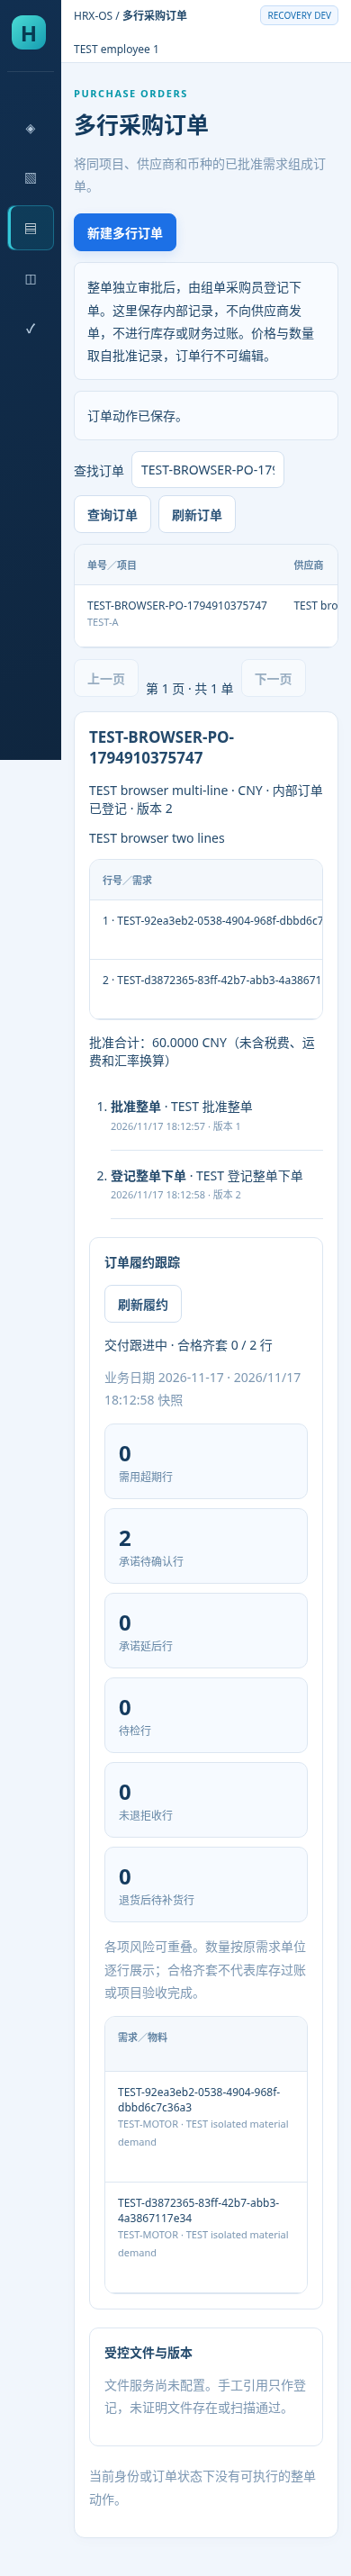 H
HRX-OS / 多行采购订单
RECOVERY DEV
TEST employee 1
PURCHASE ORDERS
多行采购订单
将同项目、供应商和币种的已批准需求组成订
单。
新建多行订单
整单独立审批后，由组单采购员登记下
单。这里保存内部记录，不向供应商发
单，不进行库存或财务过账。价格与数量
取自批准记录，订单行不可编辑。
订单动作已保存。
查找订单
TEST-BROWSER-PO-179
查询订单
刷新订单
单号／项目
供应商
TEST-BROWSER-PO-1794910375747
TEST bro
TEST-A
上一页
第 1 页 · 共 1 单
下一页
TEST-BROWSER-PO-
1794910375747
TEST browser multi-line · CNY · 内部订单
已登记 · 版本 2
TEST browser two lines
行号／需求
1 · TEST-92ea3eb2-0538-4904-968f-dbbd6c7
2 · TEST-d3872365-83ff-42b7-abb3-4a38671
批准合计：60.0000 CNY（未含税费、运
费和汇率换算）
1. 批准整单 · TEST 批准整单
2026/11/17 18:12:57 · 版本 1
2. 登记整单下单 · TEST 登记整单下单
2026/11/17 18:12:58 · 版本 2
订单履约跟踪
刷新履约
交付跟进中 · 合格齐套 0 / 2 行
业务日期 2026-11-17 · 2026/11/17
18:12:58 快照
0
需用超期行
2
承诺待确认行
0
承诺延后行
0
待检行
0
未退拒收行
0
退货后待补货行
各项风险可重叠。数量按原需求单位
逐行展示；合格齐套不代表库存过账
或项目验收完成。
需求／物料
TEST-92ea3eb2-0538-4904-968f-
dbbd6c7c36a3
TEST-MOTOR · TEST isolated material
demand
TEST-d3872365-83ff-42b7-abb3-
4a3867117e34
TEST-MOTOR · TEST isolated material
demand
受控文件与版本
文件服务尚未配置。手工引用只作登
记，未证明文件存在或扫描通过。
当前身份或订单状态下没有可执行的整单
动作。